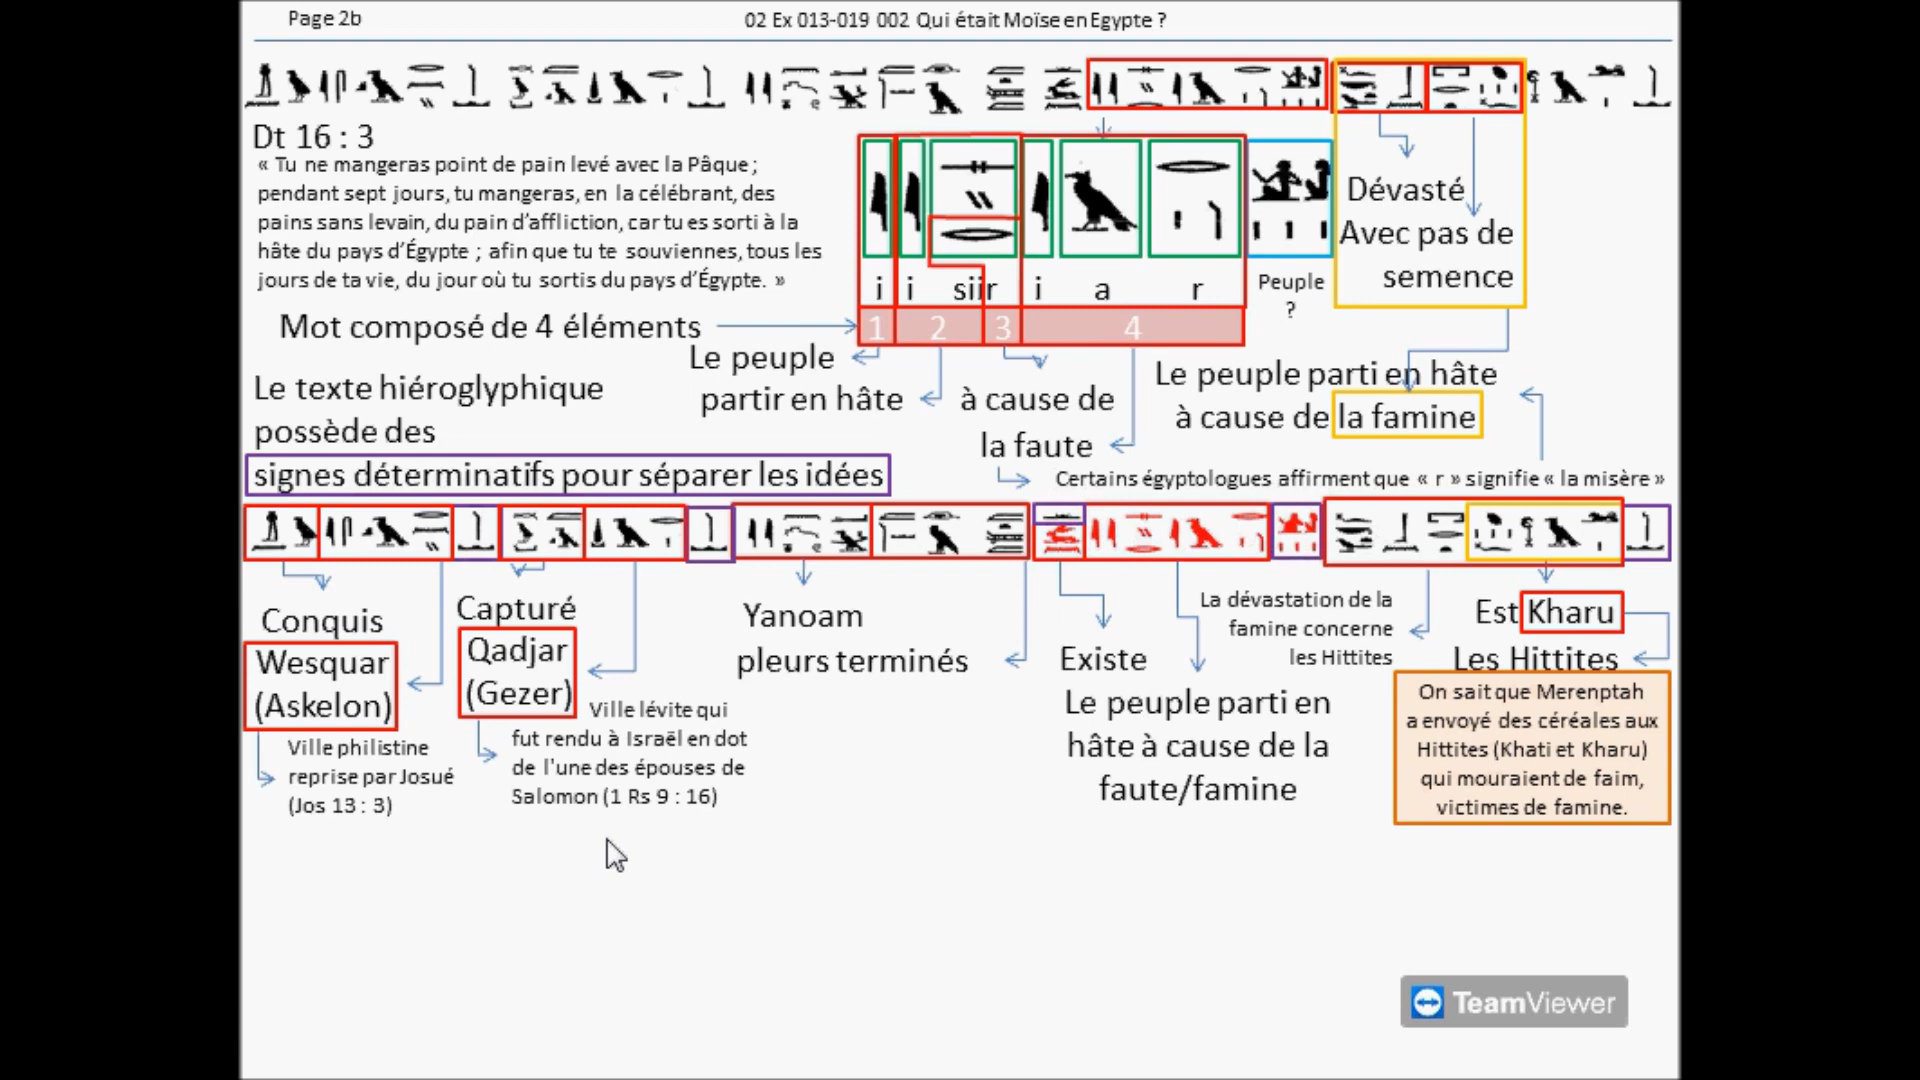 Page 2b
02 Ex 013-019 002 Qui était Moïse en Egypte ?
Dt 16 : 3
« Tu ne mangeras point de pain levé avec la Pâque ;
pendant sept jours, tu mangeras, en la célébrant, des
pains sans levain, du pain d’affliction, car tu es sorti à la
hâte du pays d’Égypte ; afin que tu te souviennes, tous les
jours de ta vie, du jour où tu sortis du pays d’Égypte. »
i i siir i a r
Peuple
?
Dévasté
Avec pas de
semence
Mot composé de 4 éléments
1 2 3 4
Le peuple
partir en hâte
à cause de
la faute
Le peuple parti en hâte
à cause de la famine
Le texte hiéroglyphique
possède des
signes déterminatifs pour séparer les idées
Certains égyptologues affirment que « r » signifie « la misère »
Conquis
Wesquar
(Askelon)
Ville philistine
reprise par Josué
(Jos 13 : 3)
Capturé
Qadjar
(Gezer)
Ville lévite qui
fut rendu à Israël en dot
de l'une des épouses de
Salomon (1 Rs 9 : 16)
Yanoam
pleurs terminés
Existe
Le peuple parti en
hâte à cause de la
faute/famine
La dévastation de la
famine concerne
les Hittites
Est Kharu
Les Hittites
On sait que Merenptah
a envoyé des céréales aux
Hittites (Khati et Kharu)
qui mouraient de faim,
victimes de famine.
TeamViewer